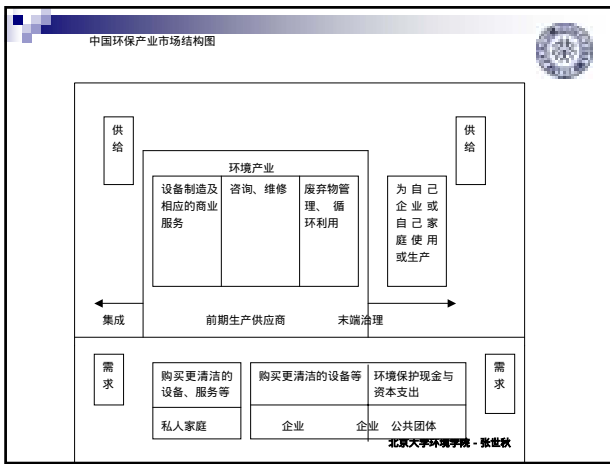 中国环保产业市场结构图
供
给
供
给
环境产业
设备制造及
相应的商业
服务
咨询、维修
废弃物管
理、 循
环利用
为自己
企业或
自己家
庭使用
或生产
集成
前期生产供应商
末端治理
需
求
购买更清洁的
设备、服务等
购买更清洁的设备等
环境保护现金与
资本支出
需
求
私人家庭
企业
企业
公共团体
北京大学环境学院 - 张世秋